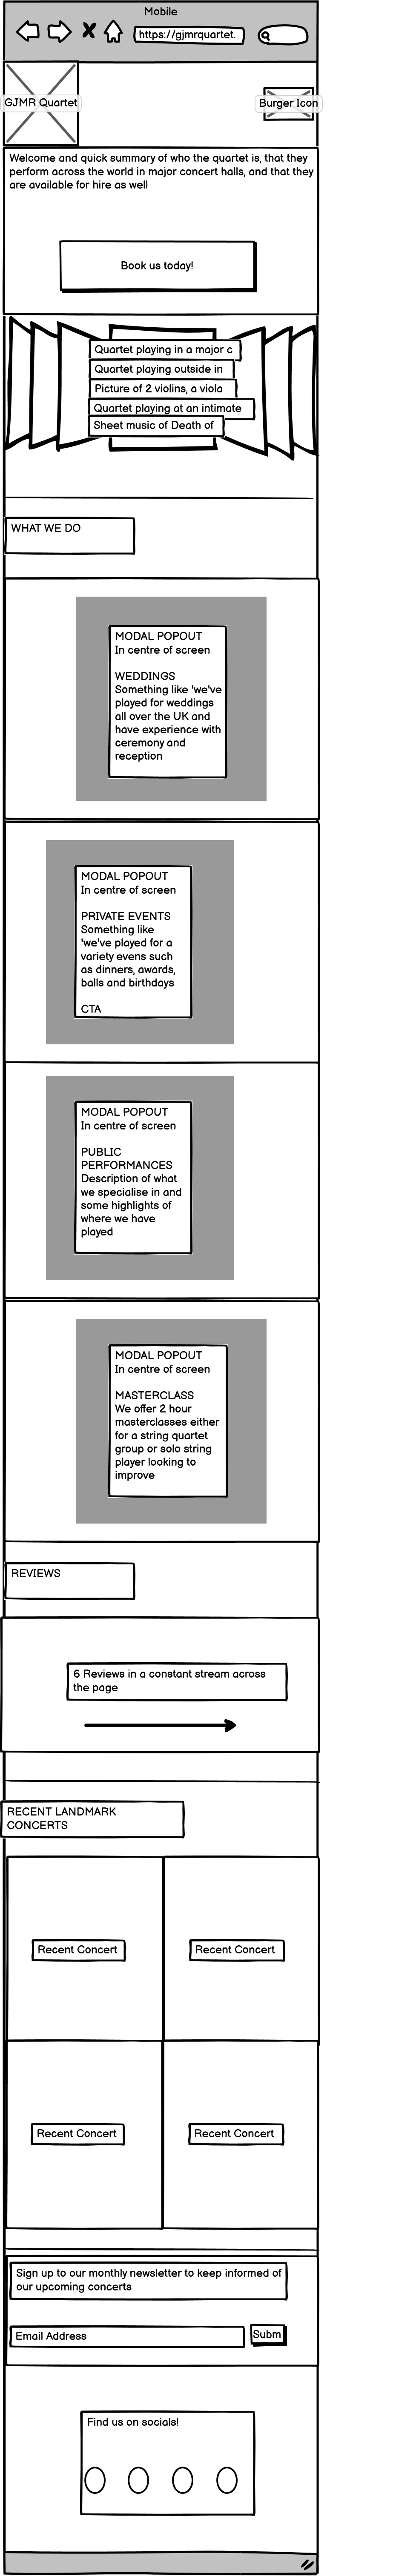 Mobile
https://gjmrquartet.
GJMR Quartet
Burger Icon
Welcome and quick summary of who the quartet is, that they
perform across the world in major concert halls, and that they
are available for hire as well
Book us today!
Quartet playing in a major c
Quartet playing outside in
Picture of 2 violins, a viola
Quartet playing at an intimate
Sheet music of Death of
WHAT WE DO
MODAL POPOUT
In centre of screen
WEDDINGS
Something like 'we've
played for weddings
all over the UK and
have experience with
ceremony and
reception
MODAL POPOUT
In centre of screen
PRIVATE EVENTS
Something like
'we've played for a
variety evens such
as dinners, awards,
balls and birthdays
CTA
MODAL POPOUT
In centre of screen
PUBLIC
PERFORMANCES
Description of what
we specialise in and
some highlights of
where we have
played
MODAL POPOUT
In centre of screen
MASTERCLASS
We offer 2 hour
masterclasses either
for a string quartet
group or solo string
player looking to
improve
REVIEWS
6 Reviews in a constant stream across
the page
RECENT LANDMARK
CONCERTS
Recent Concert
Recent Concert
Recent Concert
Recent Concert
Sign up to our monthly newsletter to keep informed of
our upcoming concerts
Email Address
Subm
Find us on socials!